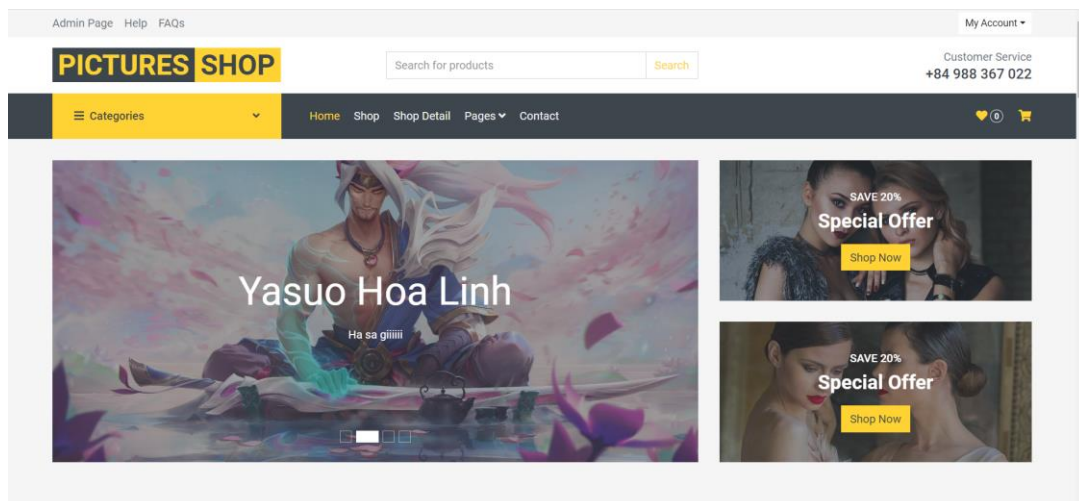 Admin Page Help FAQs My Account
PICTURES SHOP
Search for products Search
Customer Service
+84 988 367 022
Categories
Home Shop Shop Detail Pages Contact
0
Yasuo Hoa Linh
Ha sa giiiiii
SAVE 20%
Special Offer
Shop Now
SAVE 20%
Special Offer
Shop Now